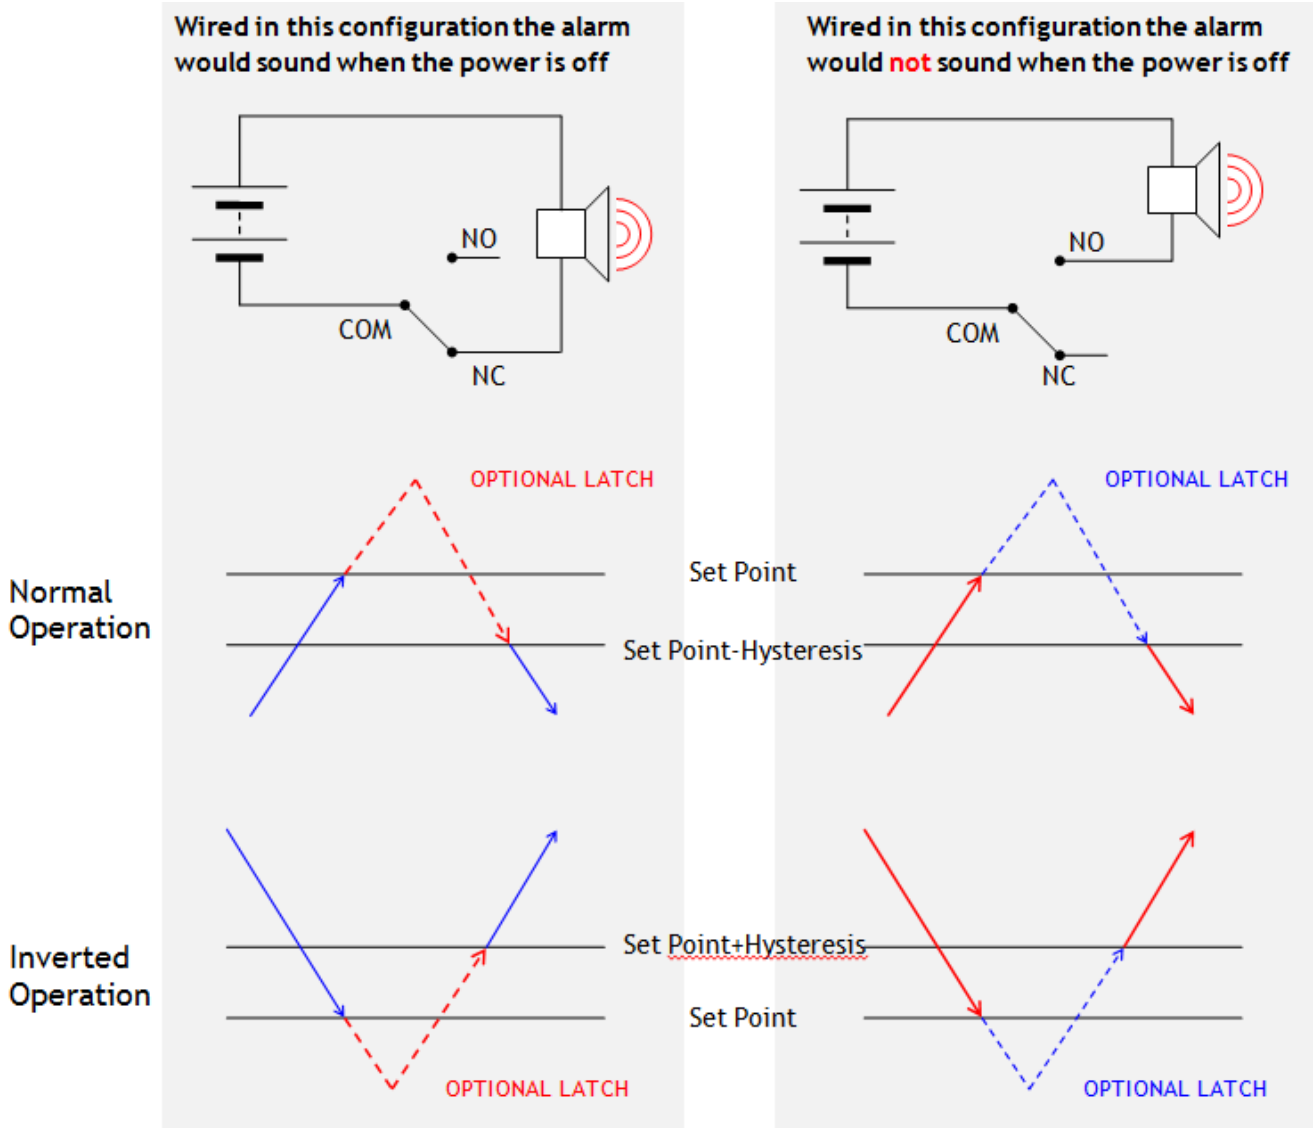 Wired in this configuration the alarm
would sound when the power is off
Wired in this configuration the alarm
would not sound when the power is off
NO
COM
NC
NO
COM
NC
OPTIONAL LATCH
OPTIONAL LATCH
Normal
Operation
Set Point
Set Point-Hysteresis
Inverted
Operation
Set Point+Hysteresis
Set Point
OPTIONAL LATCH
OPTIONAL LATCH